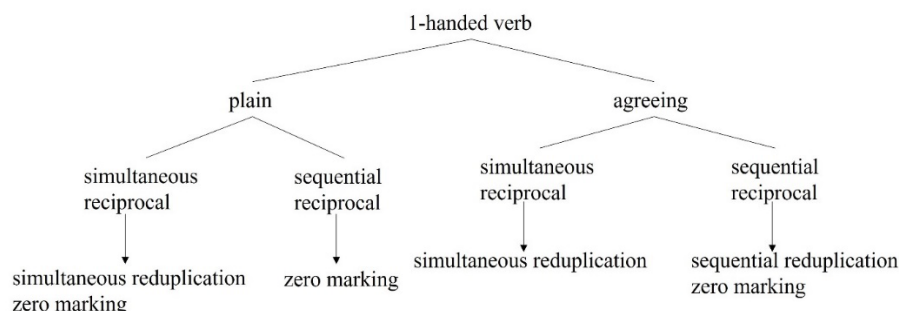 1-handed verb
plain
agreeing
simultaneous
reciprocal
sequential
reciprocal
simultaneous
reciprocal
sequential
reciprocal
simultaneous reduplication
zero marking
zero marking
simultaneous reduplication
sequential reduplication
zero marking